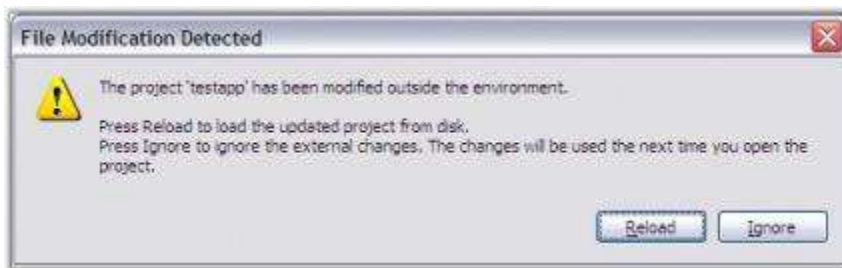 File Modification Detected
The project 'testapp' has been modified outside the environment.
Press Reload to load the updated project from disk.
Press Ignore to ignore the external changes. The changes will be used the next time you open the
project.
Reload Ignore